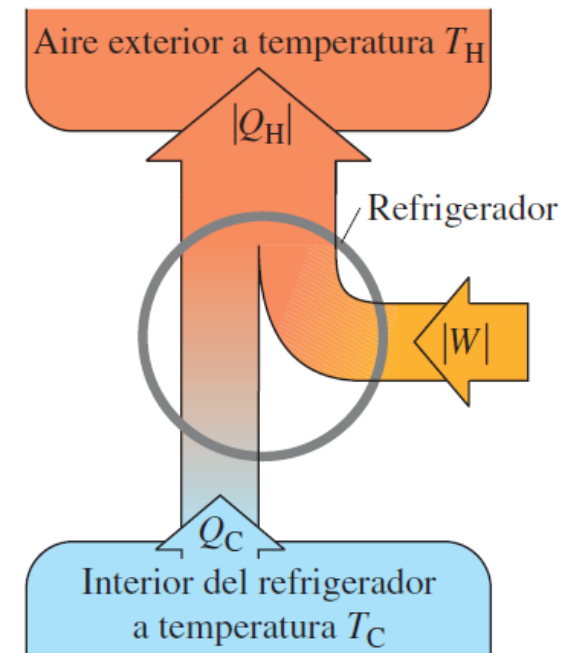 Aire exterior a temperatura T_H
|Q_H|
Refrigerador
|W|
Q_C
Interior del refrigerador
a temperatura T_C